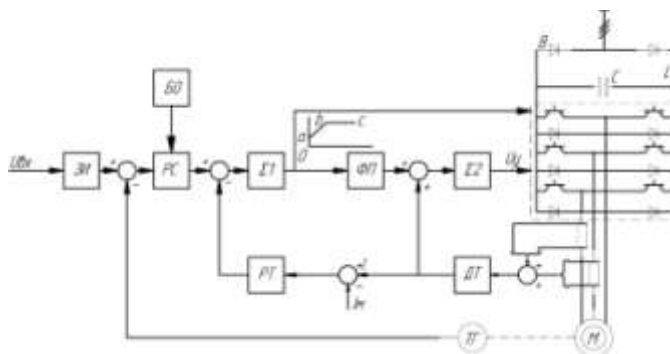 В
С
БО
b
c
a
0
Uвх
ЗИ
+
-
РС
+
-
Σ1
ФП
+
+
Σ2
Uу
РТ
-
Iм
ДТ
+
+
ТГ
М